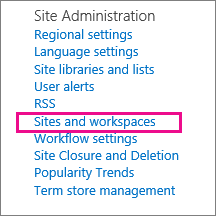 Site Administration
Regional settings
Language settings
Site libraries and lists
User alerts
RSS
Sites and workspaces
Workflow settings
Site Closure and Deletion
Popularity Trends
Term store management